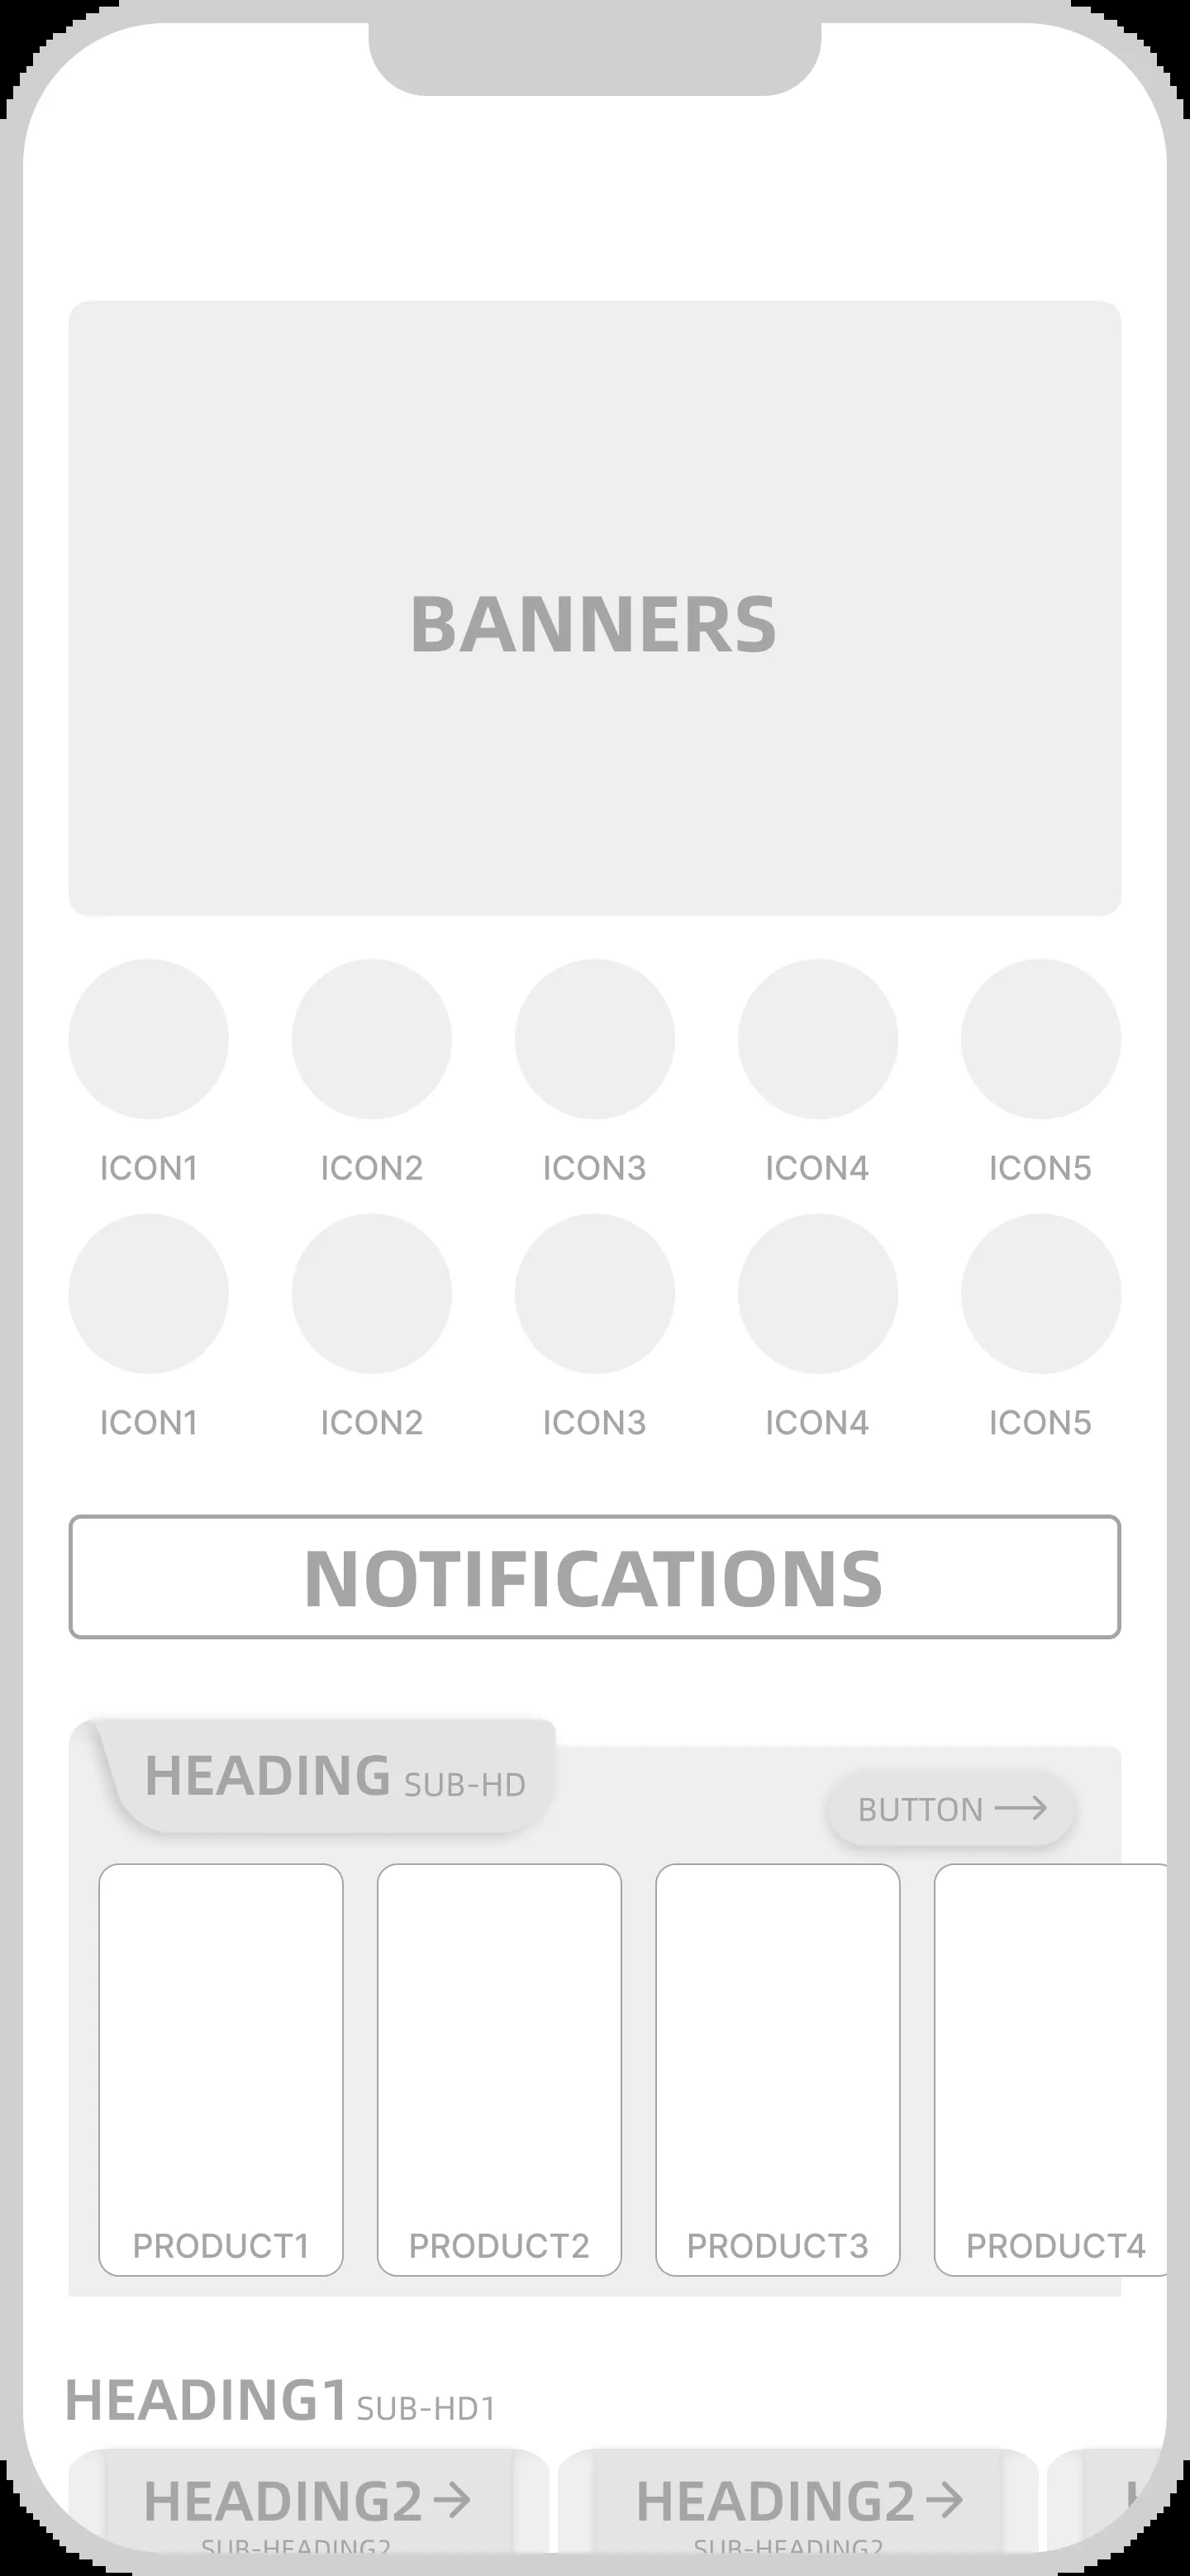 BANNERS
ICON1 ICON2 ICON3 ICON4 ICON5
ICON1 ICON2 ICON3 ICON4 ICON5
NOTIFICATIONS
HEADING SUB-HD
BUTTON →
PRODUCT1 PRODUCT2 PRODUCT3 PRODUCT4
HEADING1 SUB-HD1
HEADING2→ HEADING2→
SUB-HEADING2 SUB-HEADING2